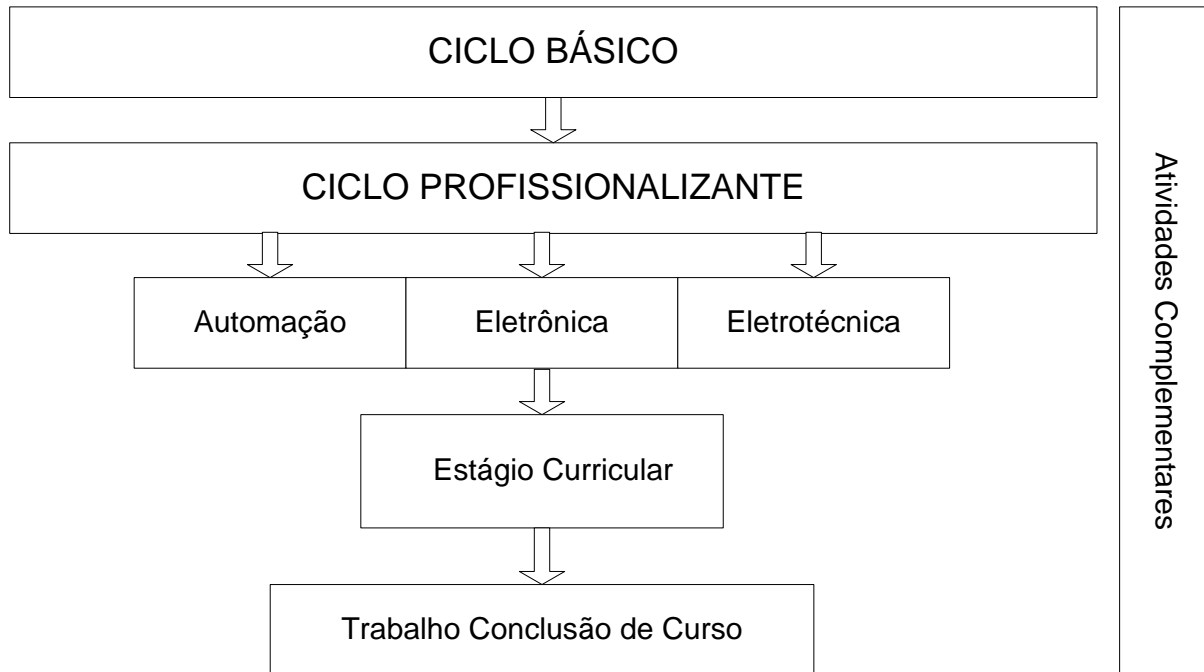 CICLO BÁSICO
CICLO PROFISSIONALIZANTE
Automação
Eletrônica
Eletrotécnica
Estágio Curricular
Trabalho Conclusão de Curso
Atividades Complementares